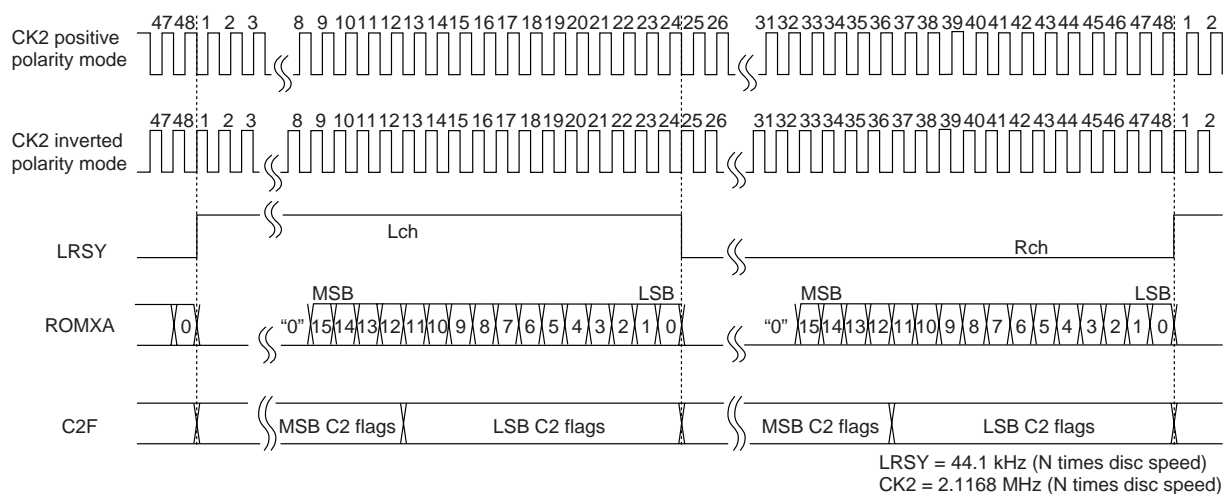 47 48 1 2 3 8 9 10 11 12 13 14 15 16 17 18 19 20 21 22 23 24 25 26 31 32 33 34 35 36 37 38 39 40 41 42 43 44 45 46 47 48 1 2
CK2 positive
polarity mode
47 48 1 2 3 8 9 10 11 12 13 14 15 16 17 18 19 20 21 22 23 24 25 26 31 32 33 34 35 36 37 38 39 40 41 42 43 44 45 46 47 48 1 2
CK2 inverted
polarity mode
LRSY Lch Rch
MSB LSB MSB LSB
ROMXA 0 “0” 15 14 13 12 11 10 9 8 7 6 5 4 3 2 1 0 “0” 15 14 13 12 11 10 9 8 7 6 5 4 3 2 1 0
C2F MSB C2 flags LSB C2 flags MSB C2 flags LSB C2 flags
LRSY = 44.1 kHz (N times disc speed)
CK2 = 2.1168 MHz (N times disc speed)